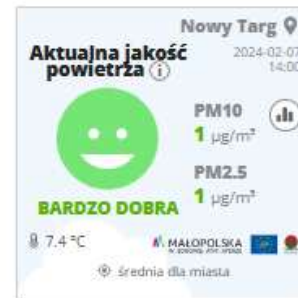 Nowy Targ
Aktualna jakość
powietrza
2024-02-07
14:00
PM10
1 µg/m³
PM2.5
1 µg/m³
BARDZO DOBRA
7.4 °C
MAŁOPOLSKA
średnia dla miasta